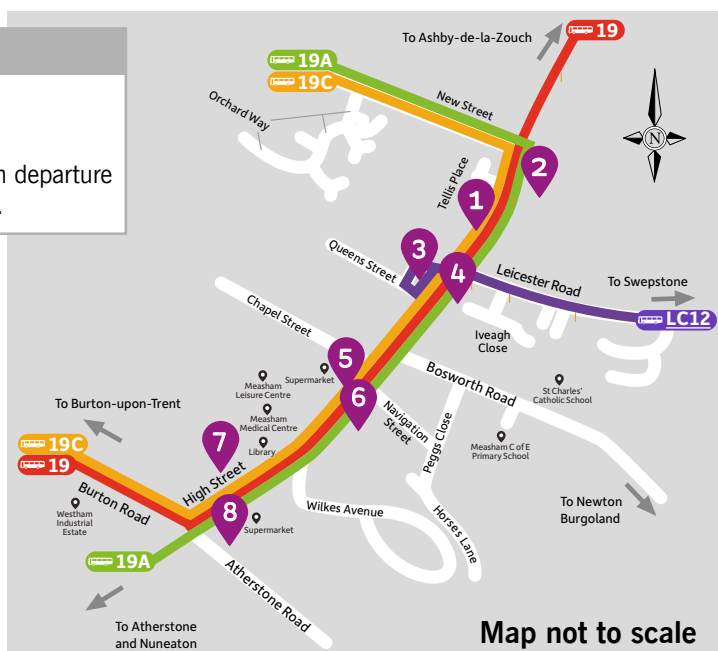 n departure
.
To Ashby-de-la-Zouch
19
19A
19C
New Street
Orchard Way
N
2
Tellis Place
1
Queens Street
3
4
Leicester Road
To Swepstone
LC12
Chapel Street
Iveagh
Close
5
6
Supermarket
Measham
Leisure Centre
Measham
Medical Centre
Library
Bosworth Road
St Charles'
Catholic School
Navigation
Street
Peggs Close
Measham C of E
Primary School
To Burton-upon-Trent
19C
19
7
High Street
8
Burton Road
Westham
Industrial
Estate
Supermarket
Wilkes Avenue
Horses Lane
To Newton
Burgoland
19A
Atherstone Road
To Atherstone
and Nuneaton
Map not to scale